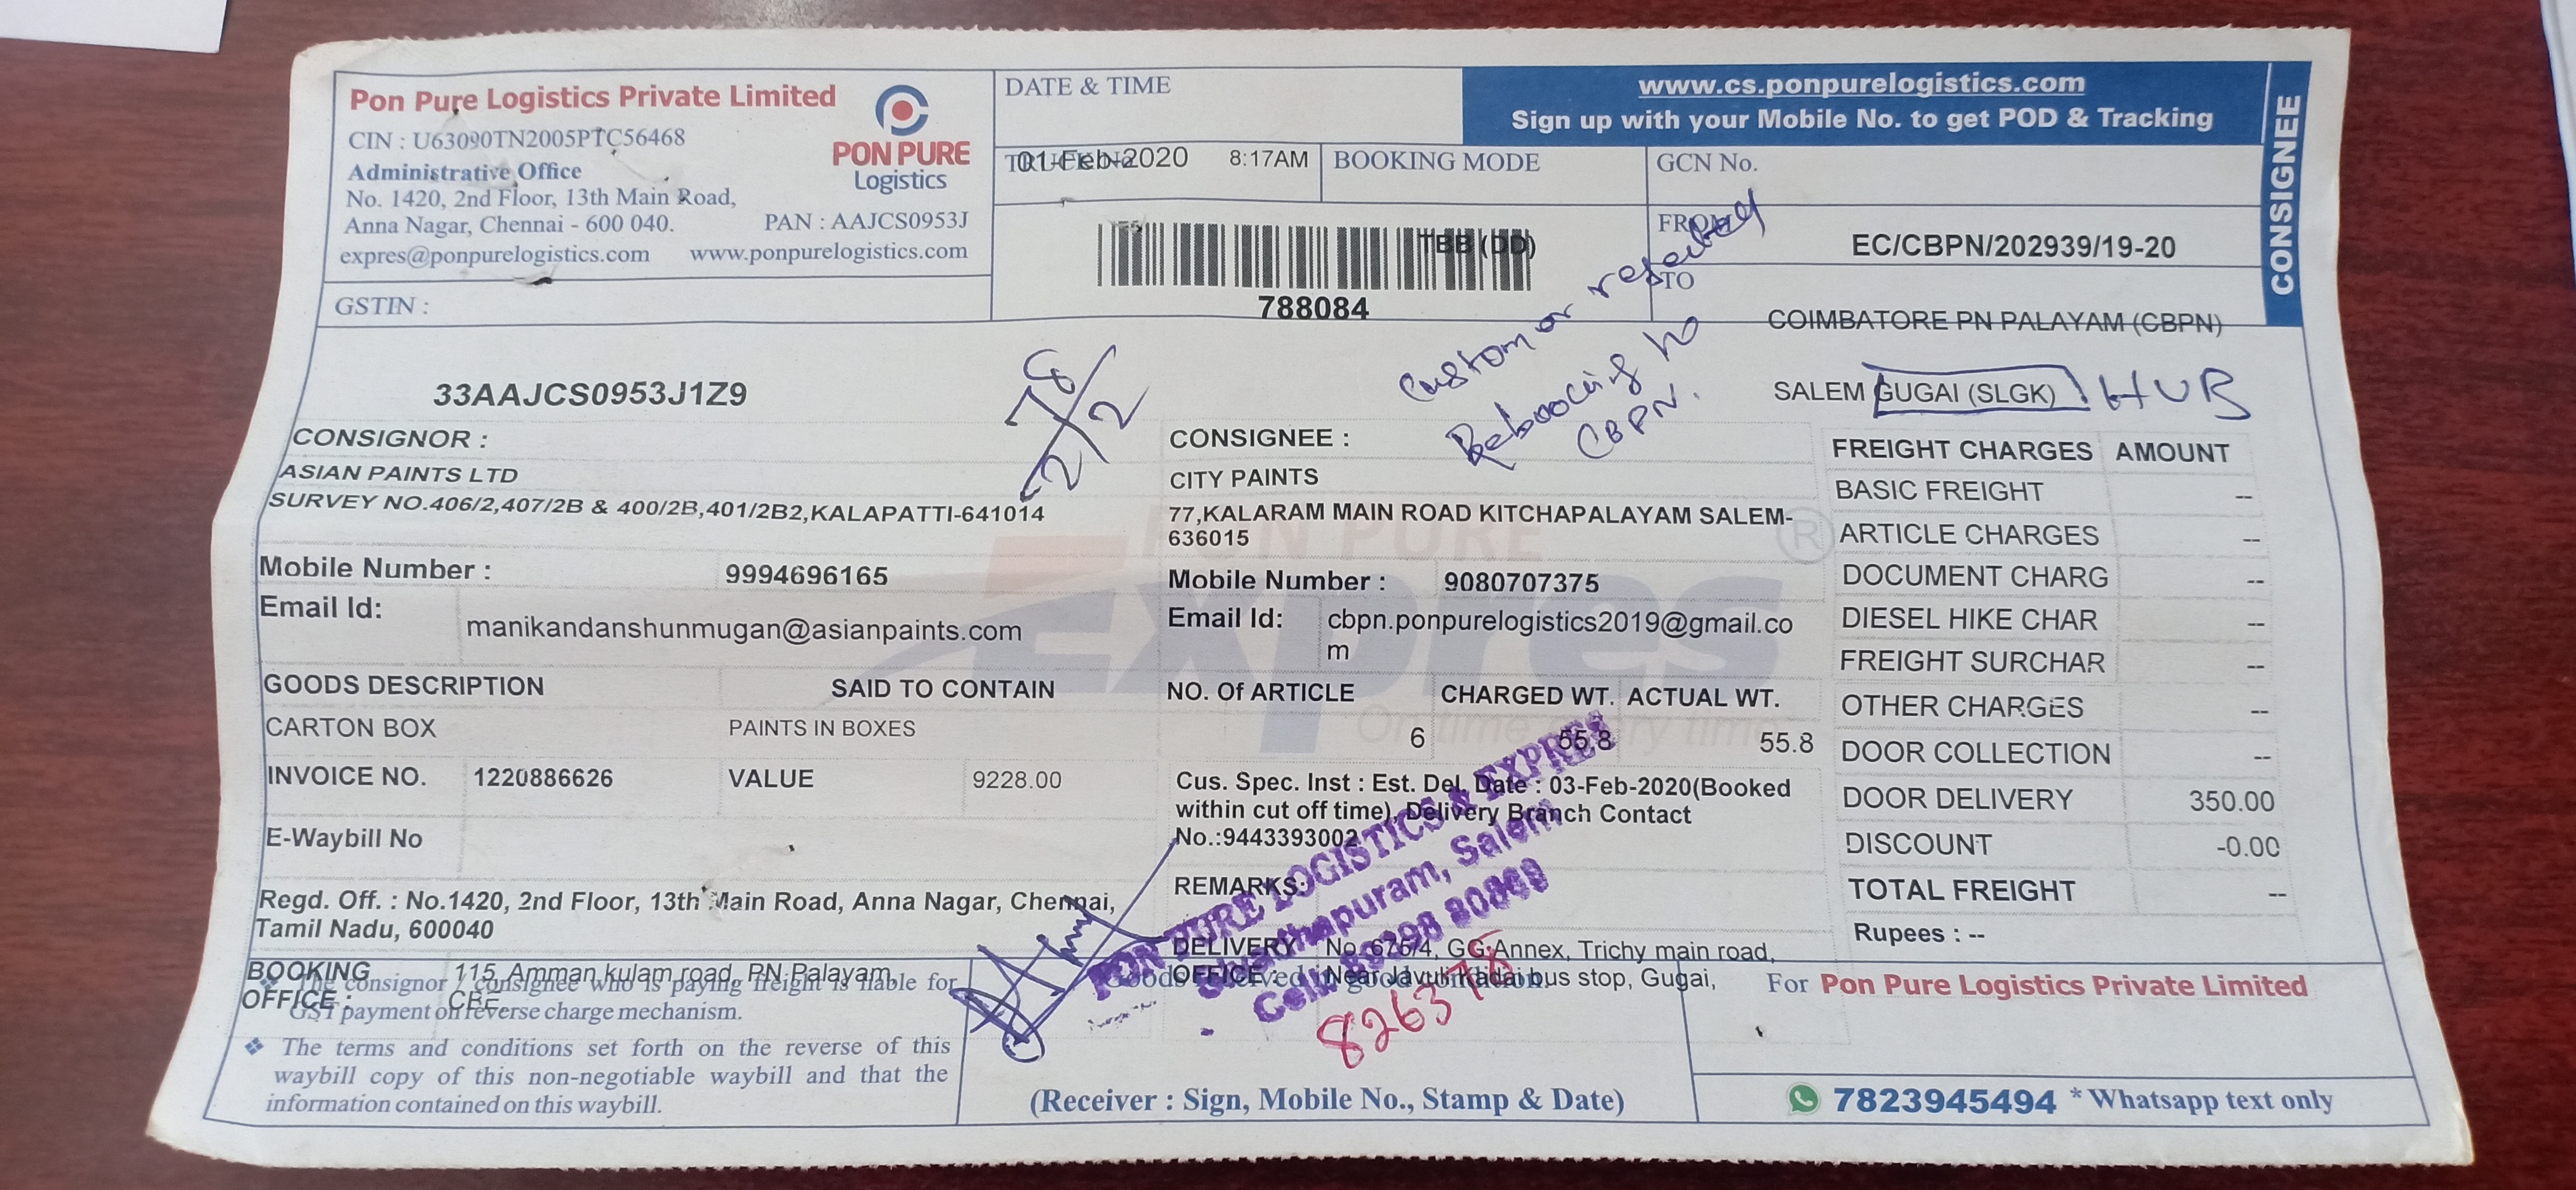 Pon Pure Logistics Private Limited
CIN : U63090TN2005PTC56468
Administrative Office
No. 1420, 2nd Floor, 13th Main Road,
Anna Nagar, Chennai - 600 040.
PAN : AAJCS0953J
expres@ponpurelogistics.com www.ponpurelogistics.com
PON PURE
Logistics
GSTIN :
33AAJCS0953J1Z9
DATE & TIME
01-Feb-2020 8:17AM
BOOKING MODE
TBB (DD)
788084
www.cs.ponpurelogistics.com
Sign up with your Mobile No. to get POD & Tracking
CONSIGNEE
GCN No.
FROM
EC/CBPN/202939/19-20
TO
COIMBATORE PN PALAYAM (CBPN)
SALEM GUGAI (SLGK) HUB
Rebooking to
CBPN.
CONSIGNOR :
ASIAN PAINTS LTD
SURVEY NO.406/2,407/2B & 400/2B,401/2B2,KALAPATTI-641014
Mobile Number : 9994696165
Email Id: manikandanshunmugan@asianpaints.com
CONSIGNEE :
CITY PAINTS
77,KALARAM MAIN ROAD KITCHAPALAYAM SALEM-
636015
Mobile Number : 9080707375
Email Id: cbpn.ponpurelogistics2019@gmail.co
m
PON PURE
Expres
On time
GOODS DESCRIPTION SAID TO CONTAIN
CARTON BOX PAINTS IN BOXES
INVOICE NO. 1220886626 VALUE 9228.00
E-Waybill No
NO. Of ARTICLE CHARGED WT. ACTUAL WT.
6 55.8 55.8
Cus. Spec. Inst : Est. Del. Date : 03-Feb-2020(Booked
within cut off time), Delivery Branch Contact
No.:9443393002
REMARKS:
FREIGHT CHARGES AMOUNT
BASIC FREIGHT --
ARTICLE CHARGES --
DOCUMENT CHARG --
DIESEL HIKE CHAR --
FREIGHT SURCHAR --
OTHER CHARGES --
DOOR COLLECTION --
DOOR DELIVERY 350.00
DISCOUNT -0.00
TOTAL FREIGHT --
Rupees : --
Regd. Off. : No.1420, 2nd Floor, 13th Main Road, Anna Nagar, Chennai,
Tamil Nadu, 600040
BOOKING 115, Amman kulam road, PN Palayam,
OFFICE : CBE
The consignor / consignee who is paying freight is liable for
GST payment on reverse charge mechanism.
The terms and conditions set forth on the reverse of this
waybill copy of this non-negotiable waybill and that the
information contained on this waybill.
DELIVERY No. 675/4, GG Annex, Trichy main road,
OFFICE : Near Javuli Kadai bus stop, Gugai,
PON PURE LOGISTICS & EXPRES
Salem
(Receiver : Sign, Mobile No., Stamp & Date)
For Pon Pure Logistics Private Limited
7823945494 * Whatsapp text only